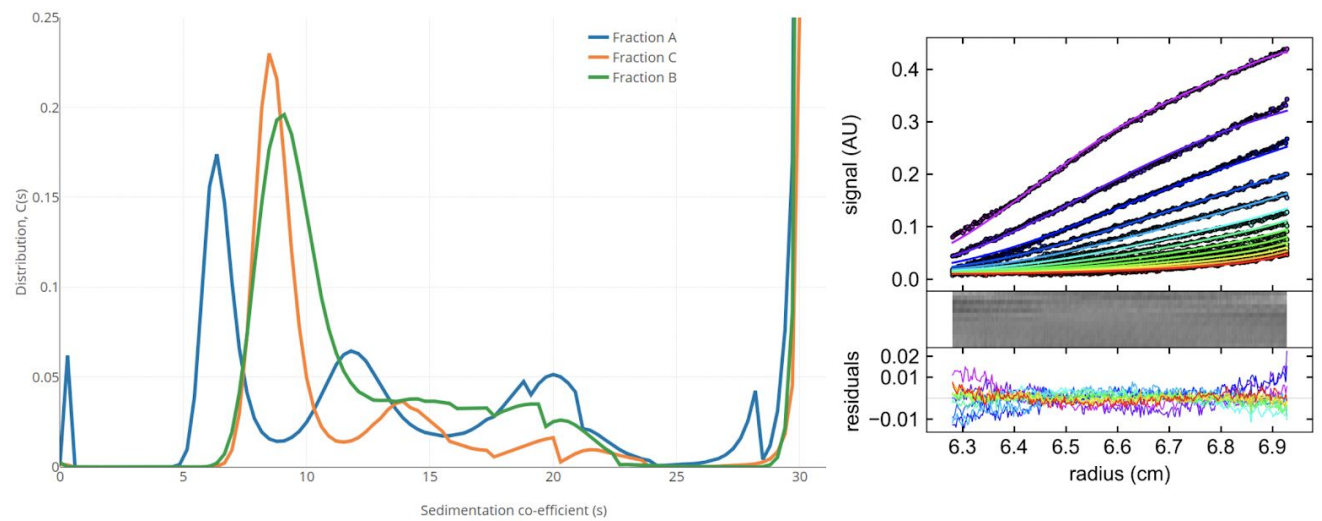 0.25
0.2
0.15
0.1
0.05
0
Distribution, C(s)
Fraction A
Fraction C
Fraction B
0 5 10 15 20 25 30
Sedimentation co-efficient (s)
0.4
0.3
0.2
0.1
0.0
signal (AU)
0.02
0.01
−0.01
residuals
6.3 6.4 6.5 6.6 6.7 6.8 6.9
radius (cm)